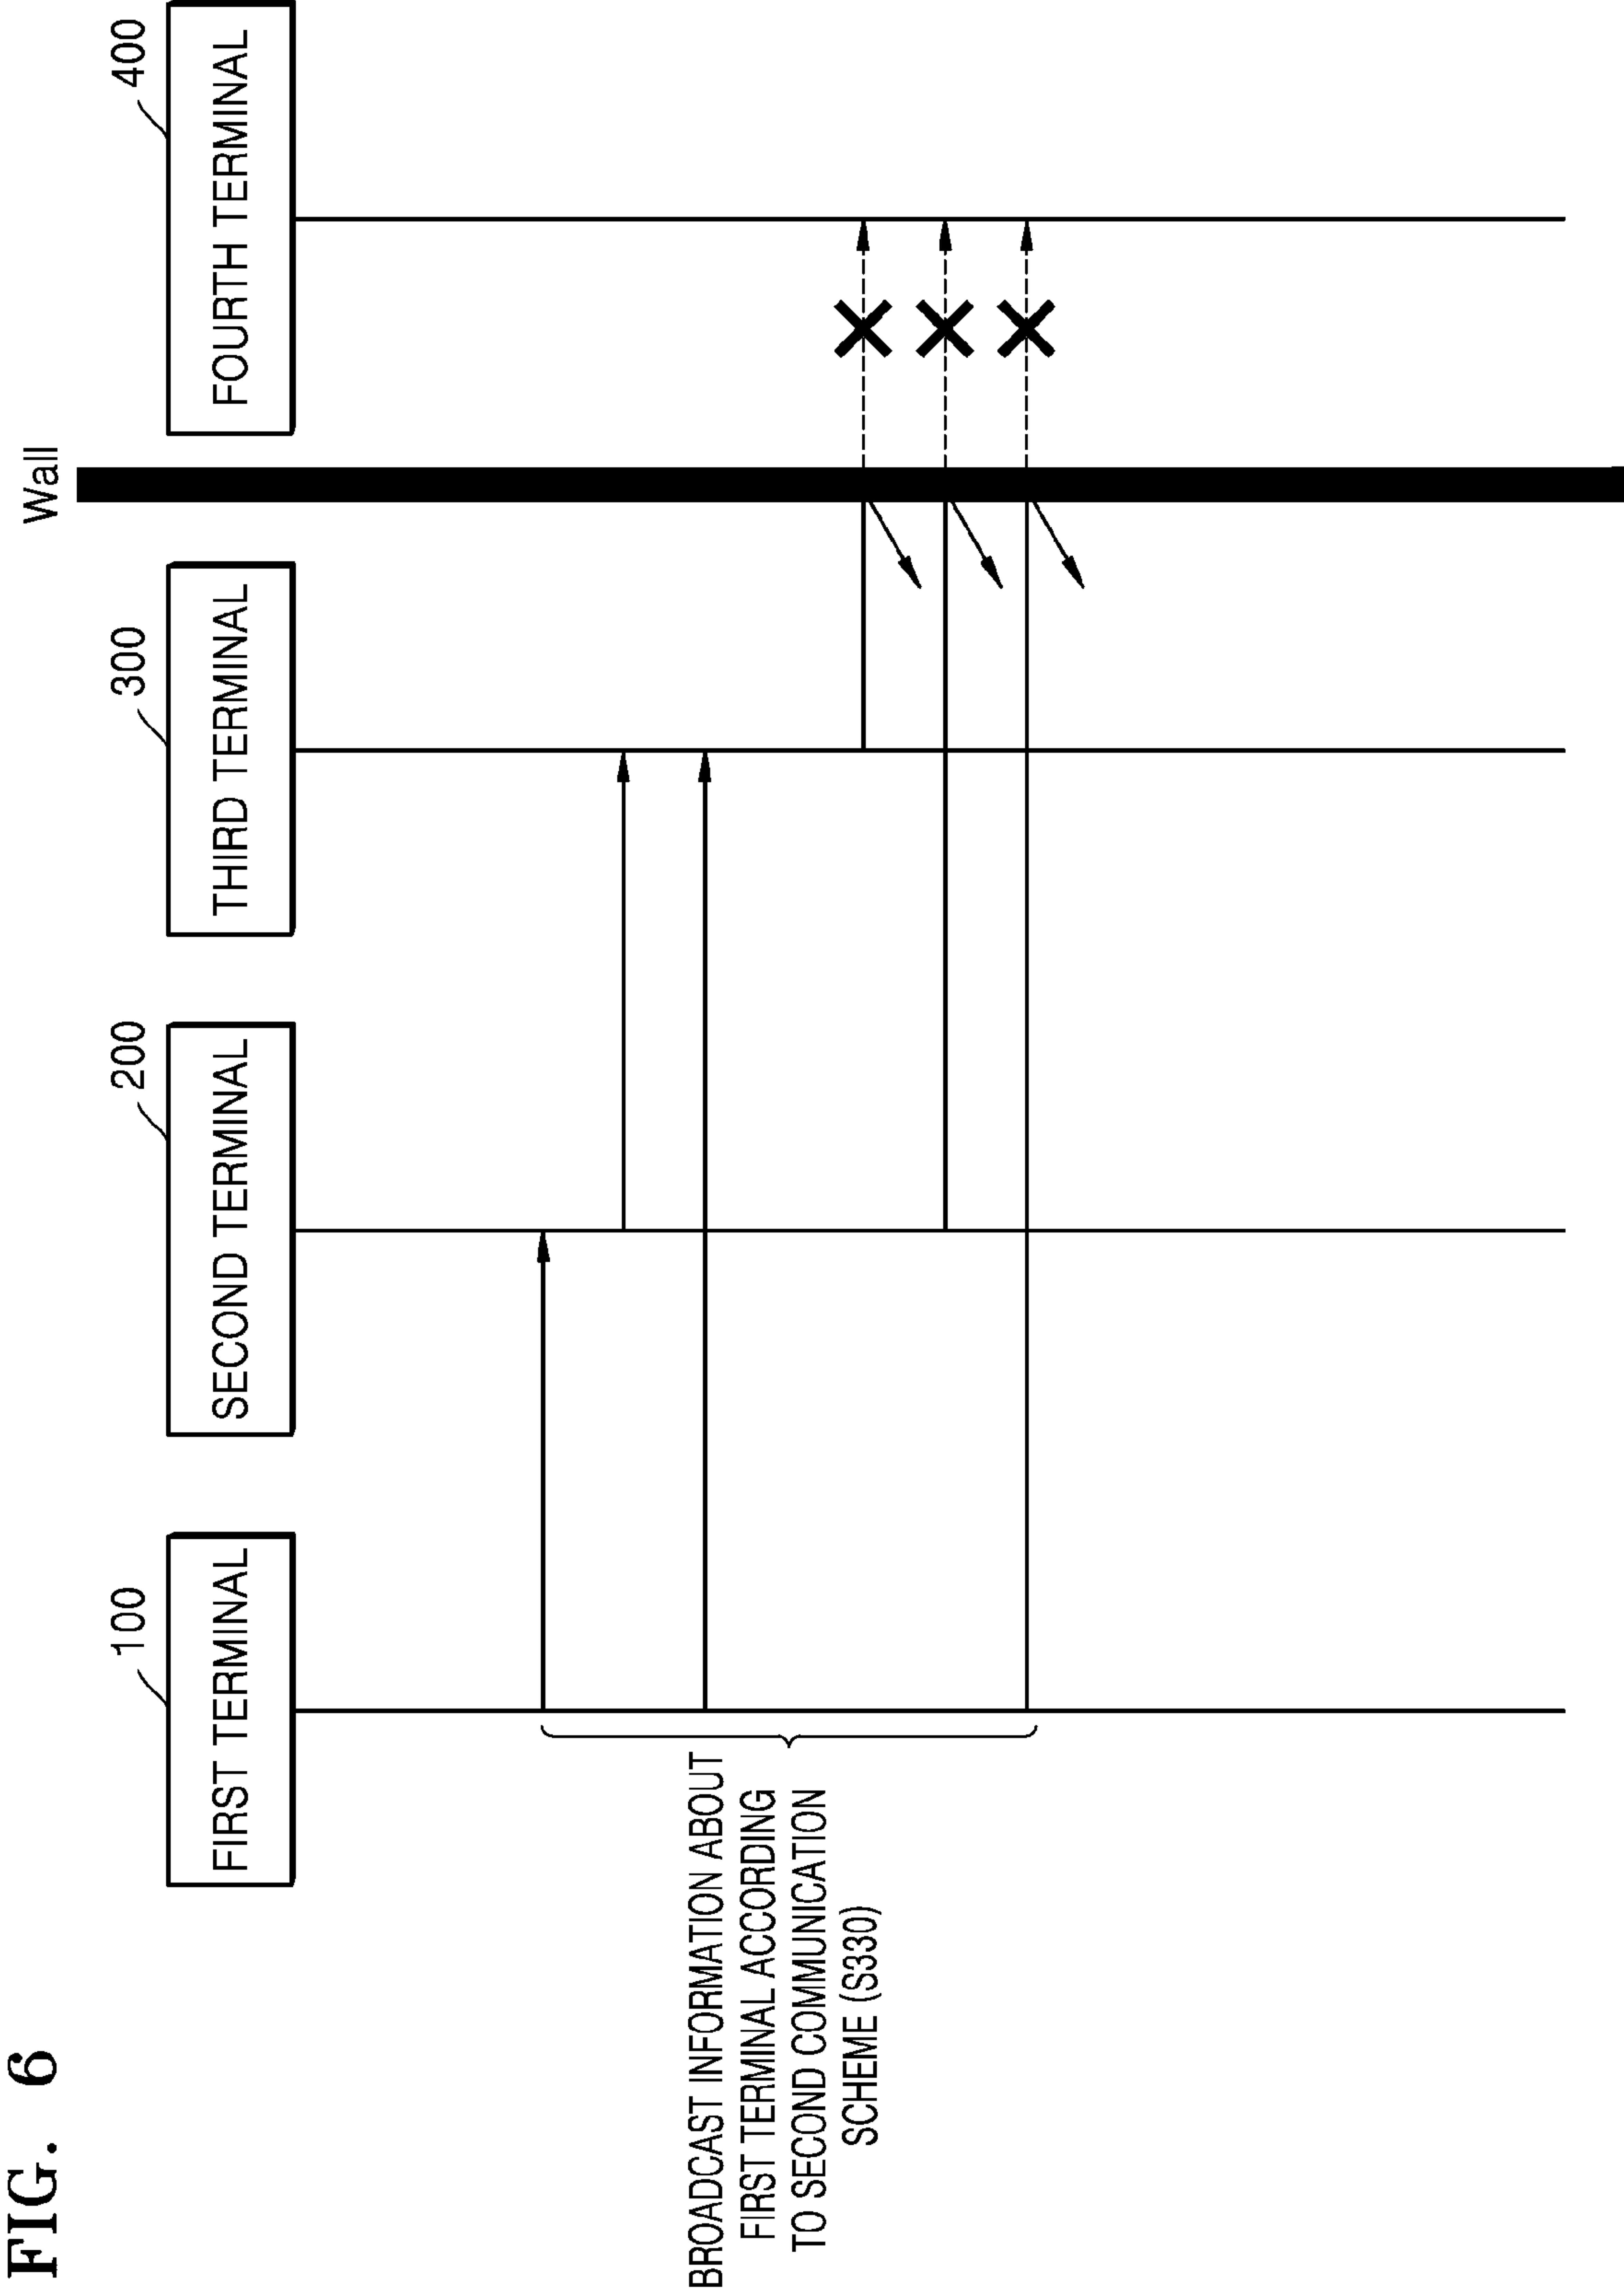 FIG. 6
Wall
100
200
300
400
FIRST TERMINAL
SECOND TERMINAL
THIRD TERMINAL
FOURTH TERMINAL
BROADCAST INFORMATION ABOUT
FIRST TERMINAL ACCORDING
TO SECOND COMMUNICATION
SCHEME (S330)